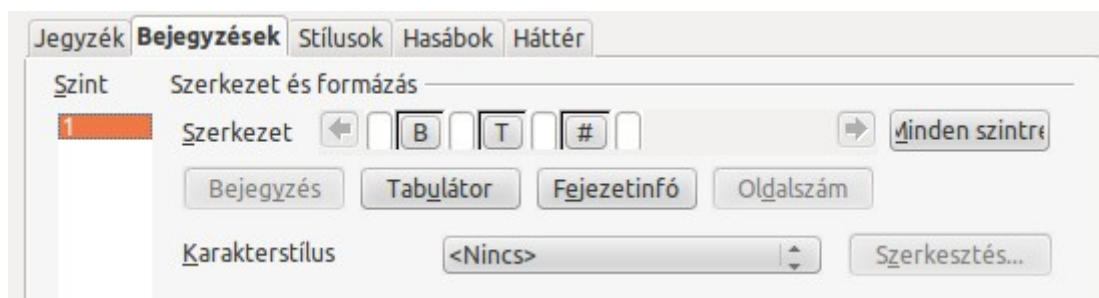 Jegyzék Bejegyzések Stílusok Hasábok Háttér
Szint Szerkezet és formázás
1 Szerkezet B T # Minden szintre
Bejegyzés Tabulátor Fejezetinfó Oldalszám
Karakterstílus <Nincs> Szerkesztés...